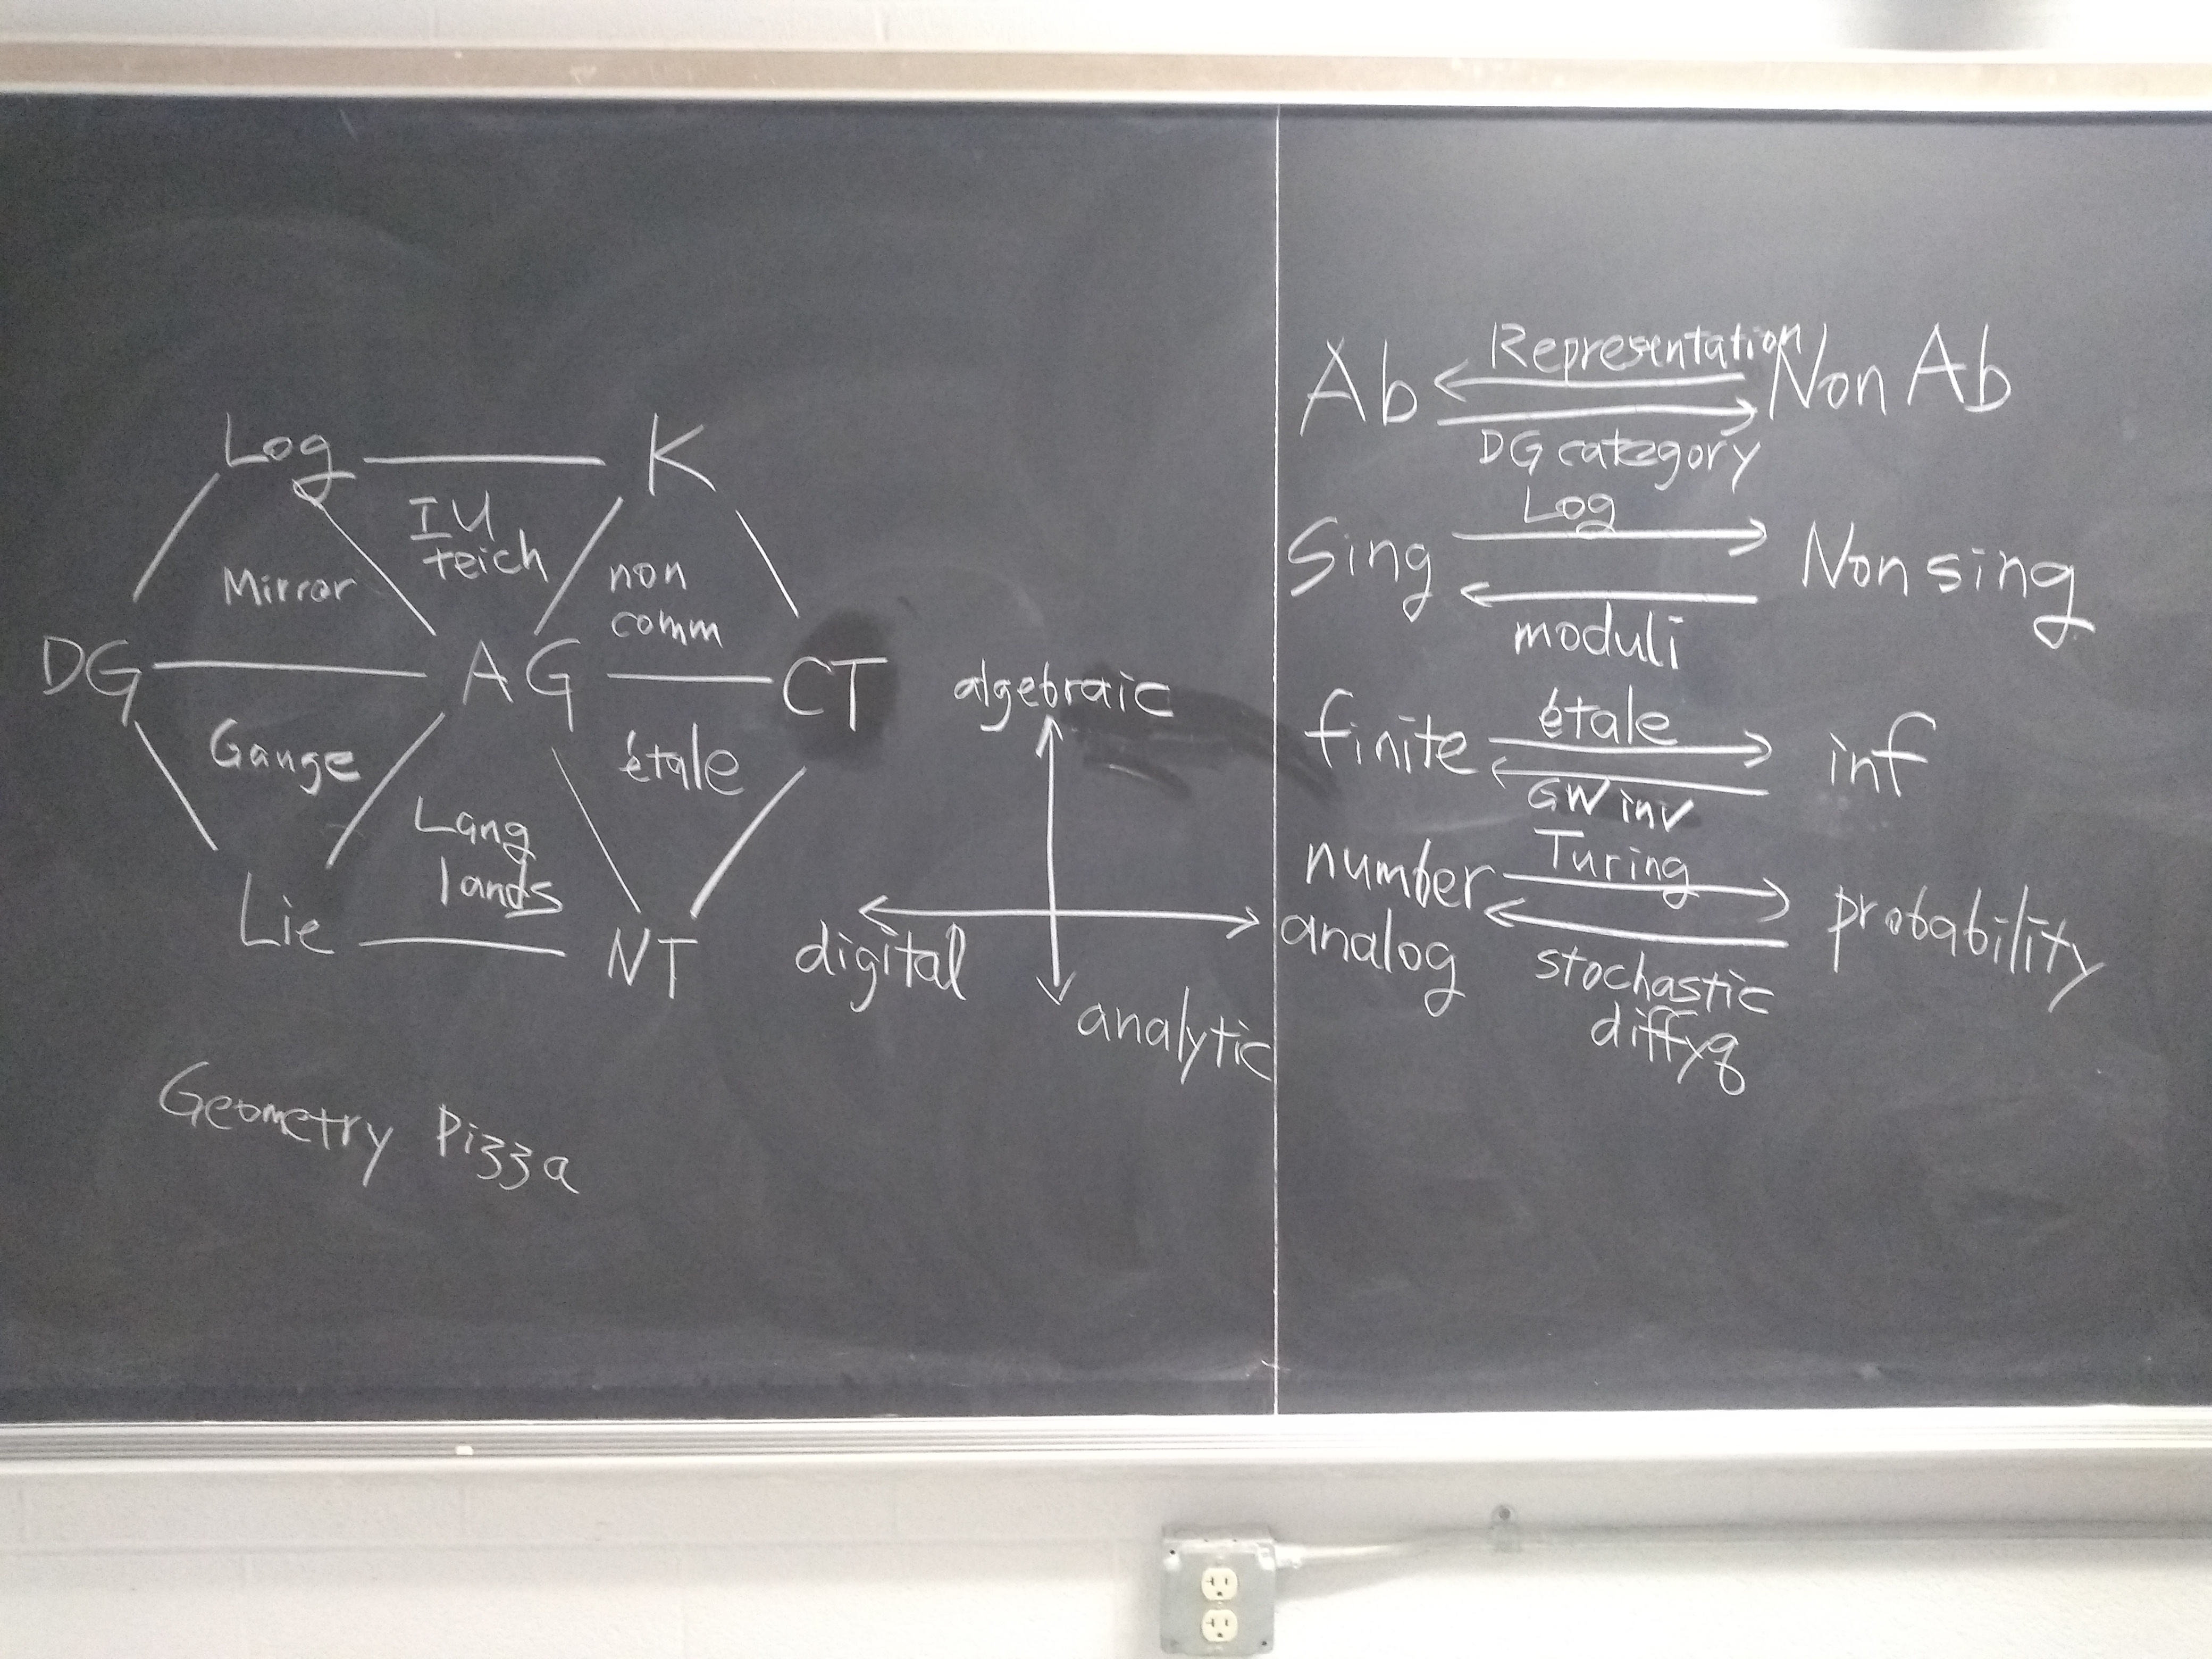 Log K
IU
teich
Mirror
non
comm
DG AG CT
Gauge
étale
Lang
lands
Lie NT
Geometry Pizza
algebraic
digital
analog
analytic
Representation
Ab Non Ab
DG category
Log
Sing Non sing
moduli
étale
finite inf
GW inv
Turing
number probability
stochastic
diffyq